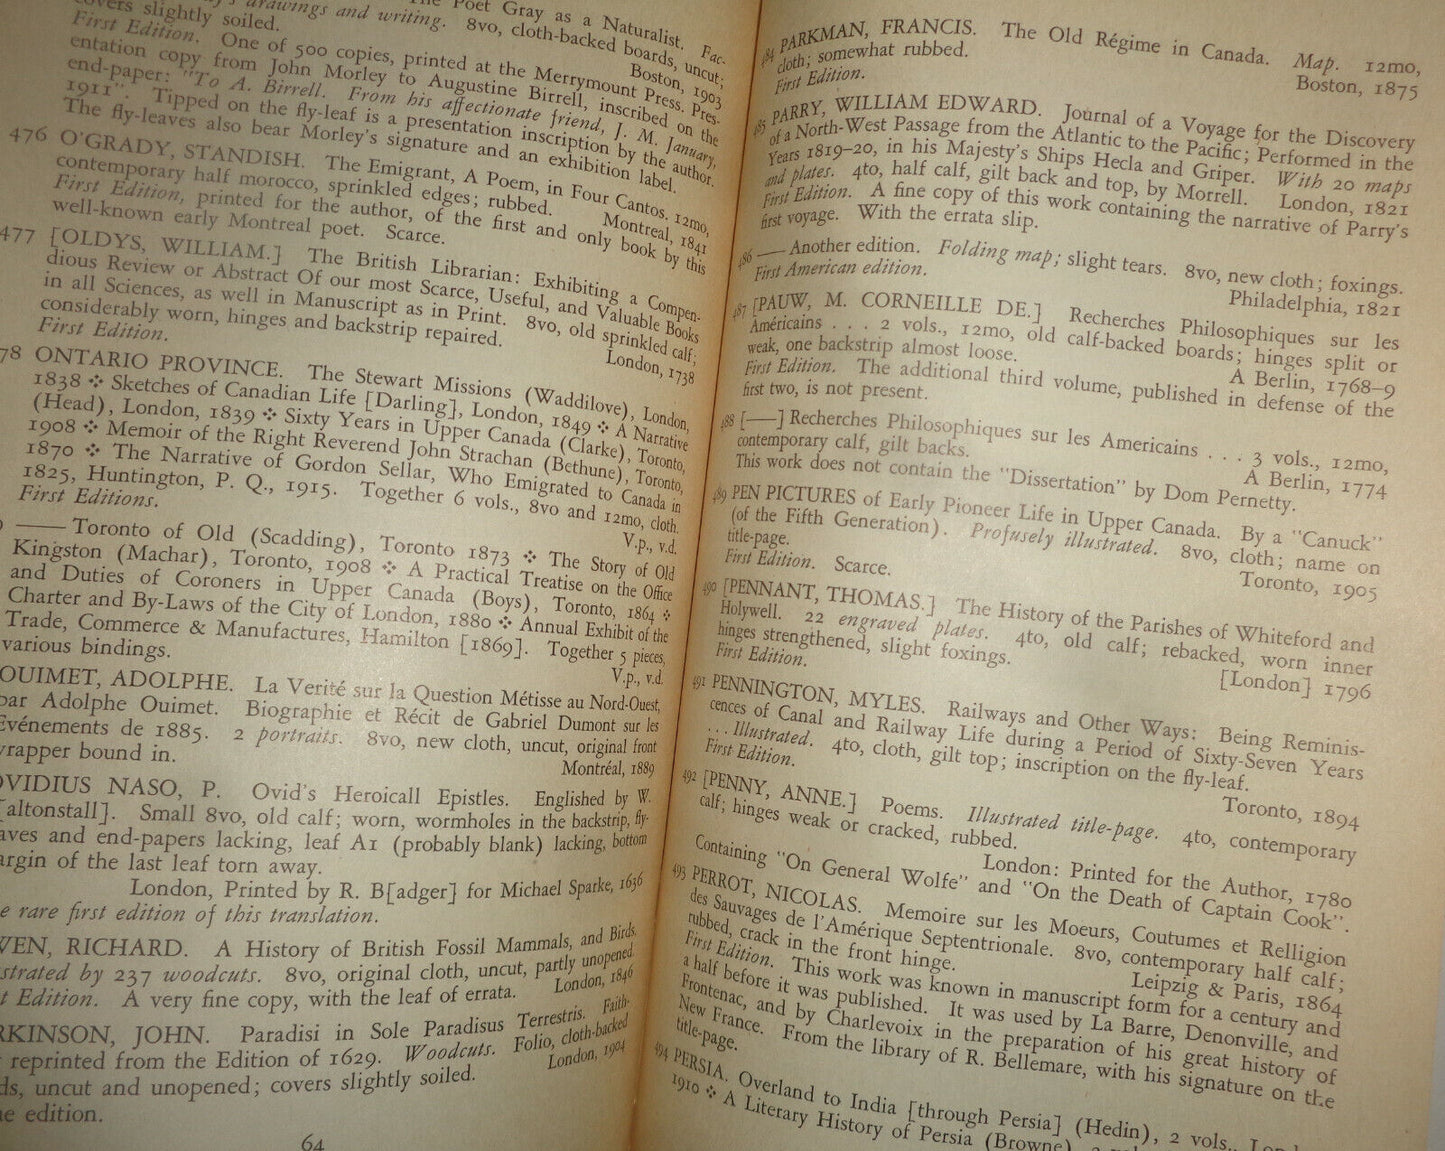 The Poet Gray as a Naturalist. Fac-
drawings and writing. 8vo, cloth-backed boards, uncut;
covers slightly soiled. Boston, 1903
First Edition. One of 500 copies, printed at the Merrymount Press. Pres-
entation copy from John Morley to Augustine Birrell, inscribed on the
end-paper: "To A. Birrell. From his affectionate friend, J. M. January,
1911". Tipped on the fly-leaf is a presentation inscription by the author.
The fly-leaves also bear Morley's signature and an exhibition label.
476 O'GRADY, STANDISH. The Emigrant, A Poem, in Four Cantos. 12mo,
contemporary half morocco, sprinkled edges; rubbed. Montreal, 1841
First Edition, printed for the author, of the first and only book by this
well-known early Montreal poet. Scarce.
477 [OLDYS, WILLIAM.] The British Librarian: Exhibiting a Compen-
dious Review or Abstract Of our most Scarce, Useful, and Valuable Books
in all Sciences, as well in Manuscript as in Print. 8vo, old sprinkled calf;
considerably worn, hinges and backstrip repaired. London, 1738
First Edition.
78 ONTARIO PROVINCE. The Stewart Missions (Waddilove), London,
1838 ❖ Sketches of Canadian Life [Darling], London, 1849 ❖ A Narrative
(Head), London, 1839 ❖ Sixty Years in Upper Canada (Clarke), Toronto,
1908 ❖ Memoir of the Right Reverend John Strachan (Bethune), Toronto,
1870 ❖ The Narrative of Gordon Sellar, Who Emigrated to Canada in
1825, Huntington, P. Q., 1915. Together 6 vols., 8vo and 12mo, cloth.
First Editions. V.p., v.d.
—— Toronto of Old (Scadding), Toronto 1873 ❖ The Story of Old
Kingston (Machar), Toronto, 1908 ❖ A Practical Treatise on the Office
and Duties of Coroners in Upper Canada (Boys), Toronto, 1864 ❖
Charter and By-Laws of the City of London, 1880 ❖ Annual Exhibit of the
Trade, Commerce & Manufactures, Hamilton [1869]. Together 5 pieces,
various bindings. V.p., v.d.
OUIMET, ADOLPHE. La Verité sur la Question Métisse au Nord-Ouest,
par Adolphe Ouimet. Biographie et Récit de Gabriel Dumont sur les
Evénements de 1885. 2 portraits. 8vo, new cloth, uncut, original front
wrapper bound in. Montréal, 1889
OVIDIUS NASO, P. Ovid's Heroicall Epistles. Englished by W.
[altonstall]. Small 8vo, old calf; worn, wormholes in the backstrip, fly-
aves and end-papers lacking, leaf A1 (probably blank) lacking, bottom
argin of the last leaf torn away.
London, Printed by R. B[adger] for Michael Sparke, 1636
e rare first edition of this translation.
WEN, RICHARD. A History of British Fossil Mammals, and Birds.
strated by 237 woodcuts. 8vo, original cloth, uncut, partly unopened.
t Edition. A very fine copy, with the leaf of errata. London, 1846
RKINSON, JOHN. Paradisi in Sole Paradisus Terrestris. Faith-
reprinted from the Edition of 1629. Woodcuts. Folio, cloth-backed
ds, uncut and unopened; covers slightly soiled. London, 1904
ne edition.
64
484 PARKMAN, FRANCIS. The Old Régime in Canada. Map. 12mo,
cloth; somewhat rubbed. Boston, 1875
First Edition.
485 PARRY, WILLIAM EDWARD. Journal of a Voyage for the Discovery
of a North-West Passage from the Atlantic to the Pacific; Performed in the
Years 1819–20, in his Majesty's Ships Hecla and Griper. With 20 maps
and plates. 4to, half calf, gilt back and top, by Morrell. London, 1821
First Edition. A fine copy of this work containing the narrative of Parry's
first voyage. With the errata slip.
486 —— Another edition. Folding map; slight tears. 8vo, new cloth; foxings.
First American edition. Philadelphia, 1821
487 [PAUW, M. CORNEILLE DE.] Recherches Philosophiques sur les
Américains . . . 2 vols., 12mo, old calf-backed boards; hinges split or
weak, one backstrip almost loose. A Berlin, 1768–9
First Edition. The additional third volume, published in defense of the
first two, is not present.
488 [——] Recherches Philosophiques sur les Americains . . . 3 vols., 12mo,
contemporary calf, gilt backs. A Berlin, 1774
This work does not contain the "Dissertation" by Dom Pernetty.
489 PEN PICTURES of Early Pioneer Life in Upper Canada. By a "Canuck"
(of the Fifth Generation). Profusely illustrated. 8vo, cloth; name on
title-page. Toronto, 1905
First Edition. Scarce.
490 [PENNANT, THOMAS.] The History of the Parishes of Whiteford and
Holywell. 22 engraved plates. 4to, old calf; rebacked, worn inner
hinges strengthened, slight foxings. [London] 1796
First Edition.
491 PENNINGTON, MYLES. Railways and Other Ways: Being Reminis-
cences of Canal and Railway Life during a Period of Sixty-Seven Years
. . . Illustrated. 4to, cloth, gilt top; inscription on the fly-leaf.
First Edition. Toronto, 1894
492 [PENNY, ANNE.] Poems. Illustrated title-page. 4to, contemporary
calf; hinges weak or cracked, rubbed.
London: Printed for the Author, 1780
Containing "On General Wolfe" and "On the Death of Captain Cook".
493 PERROT, NICOLAS. Memoire sur les Moeurs, Coutumes et Relligion
des Sauvages de l'Amérique Septentrionale. 8vo, contemporary half calf;
rubbed, crack in the front hinge. Leipzig & Paris, 1864
First Edition. This work was known in manuscript form for a century and
a half before it was published. It was used by La Barre, Denonville, and
Frontenac, and by Charlevoix in the preparation of his great history of
New France. From the library of R. Bellemare, with his signature on the
title-page.
494 PERSIA. Overland to India [through Persia] (Hedin), 2 vols.,
1910 ❖ A Literary History of Persia (Browne),